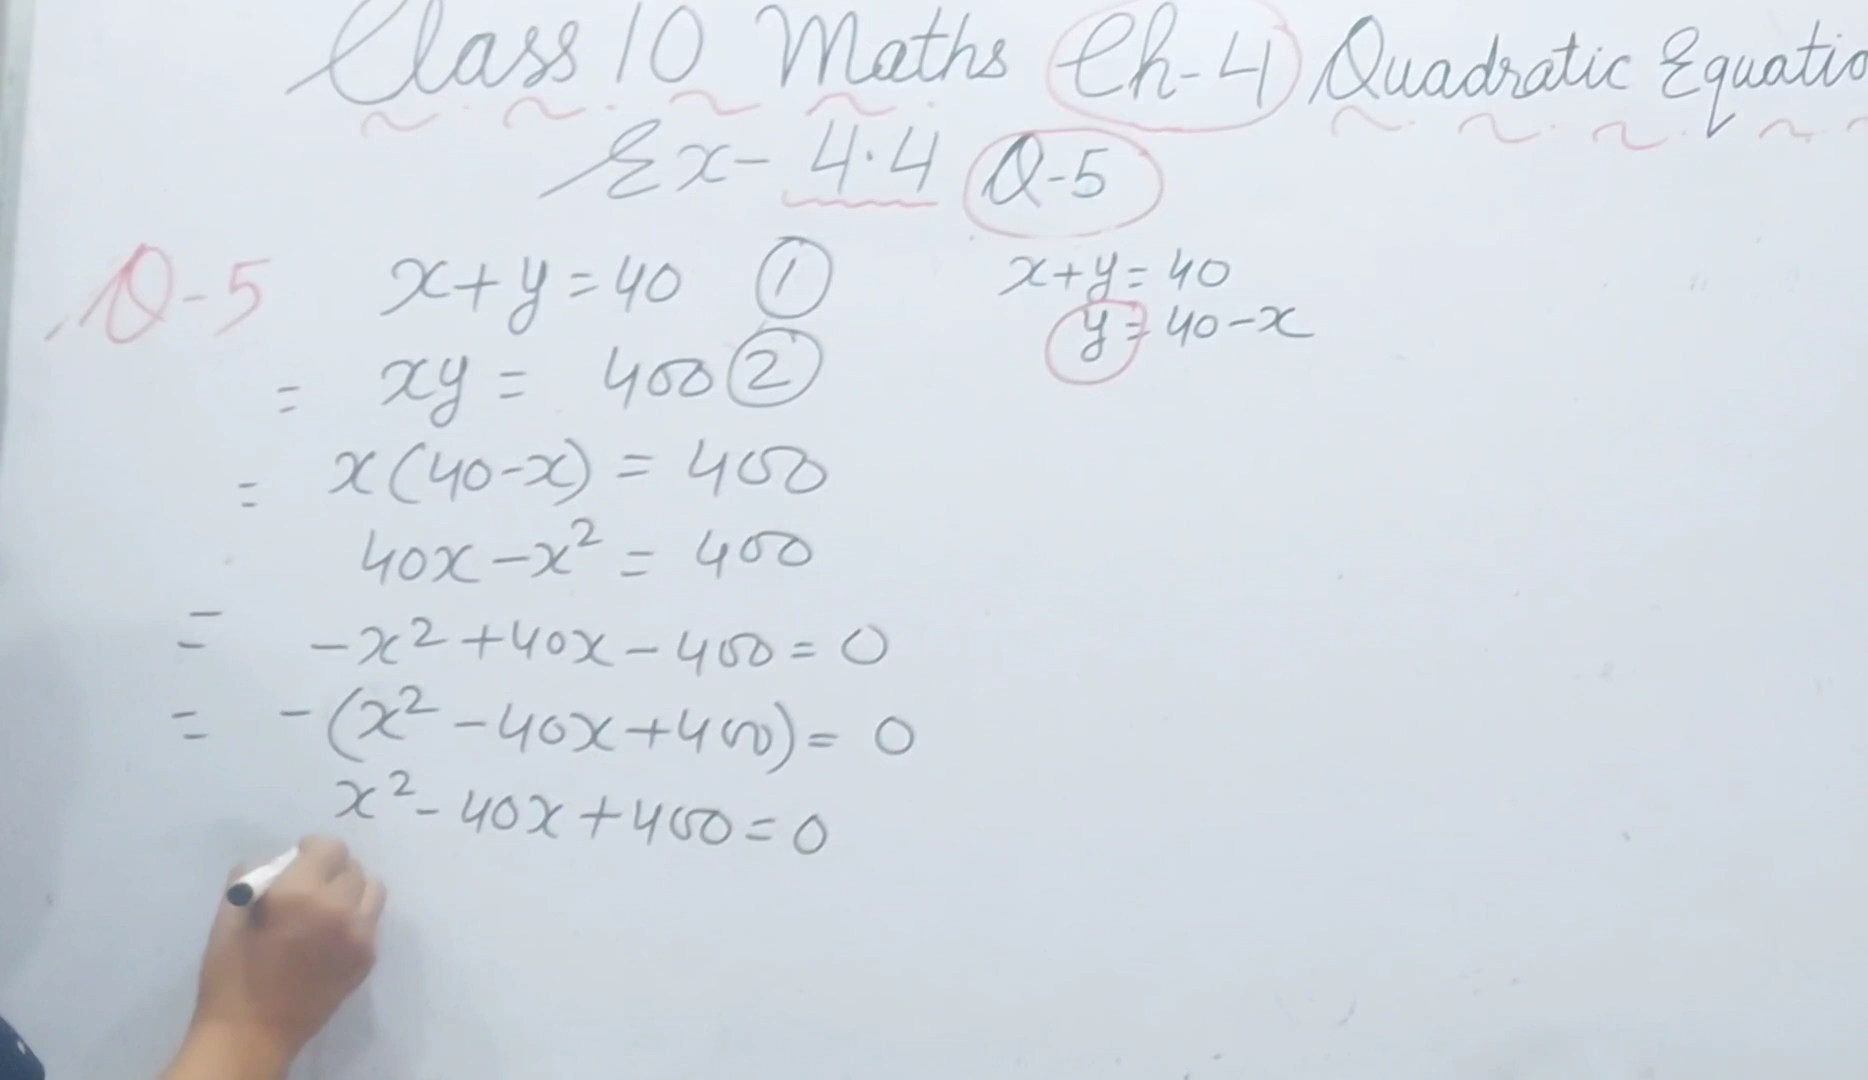 Class 10 Maths Ch-4 Quadratic Equatio
Ex- 4.4 Q-5
Q-5 x+y=40 ①
= xy = 400 ②
= x(40-x) = 400
40x-x² = 400
= -x²+40x-400=0
= -(x²-40x+400)=0
x²-40x+400=0
x+y=40
y=40-x